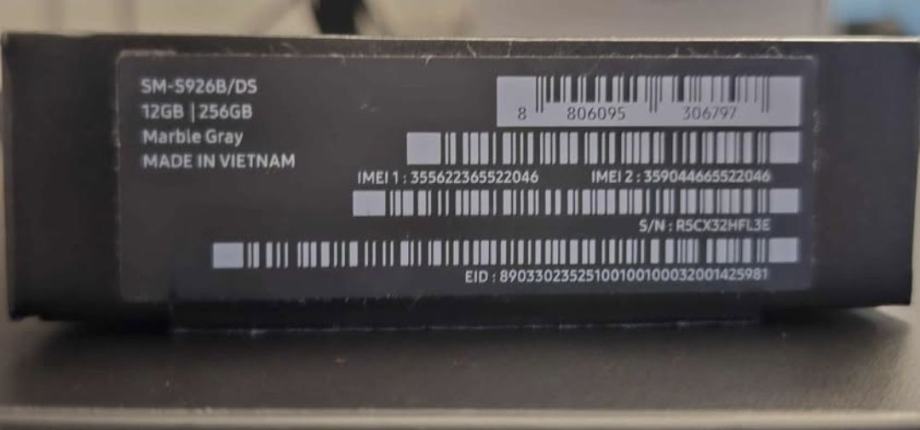 SM-S926B/DS
12GB | 256GB
Marble Gray
MADE IN VIETNAM
8 806095 306797
IMEI 1 : 355622365522046 IMEI 2 : 359044665522046
S/N : R5CX32HFL3E
EID : 89033023525100100100032001425981